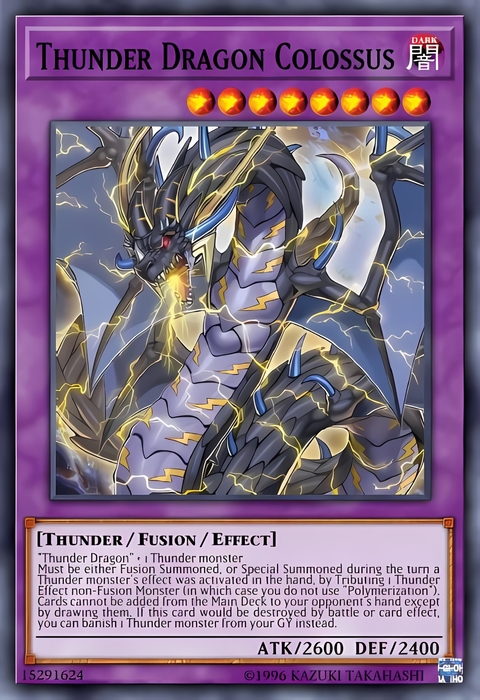 THUNDER DRAGON COLOSSUS
DARK
闇
[THUNDER / FUSION / EFFECT]
"Thunder Dragon" + 1 Thunder monster
Must be either Fusion Summoned, or Special Summoned during the turn a
Thunder monster's effect was activated in the hand, by Tributing 1 Thunder
Effect non-Fusion Monster (in which case you do not use "Polymerization").
Cards cannot be added from the Main Deck to your opponent's hand except
by drawing them. If this card would be destroyed by battle or card effect,
you can banish 1 Thunder monster from your GY instead.
ATK/2600 DEF/2400
15291624
©1996 KAZUKI TAKAHASHI